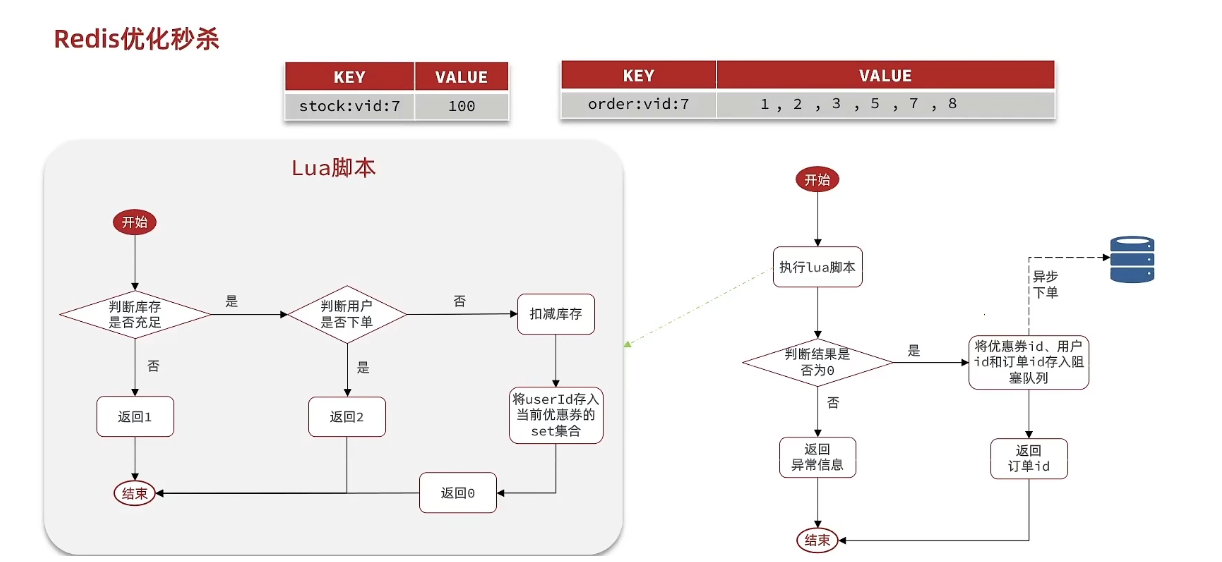 Redis优化秒杀
KEY VALUE
stock:vid:7 100
KEY VALUE
order:vid:7 1 , 2 , 3 , 5 , 7 , 8
Lua脚本
开始
判断库存
是否充足
是
否
返回1
判断用户
是否下单
否
是
返回2
扣减库存
将userId存入
当前优惠券的
set集合
返回0
结束
开始
执行lua脚本
判断结果是
否为0
是
否
返回
异常信息
将优惠券id、用户
id和订单id存入阻
塞队列
异步
下单
返回
订单id
结束